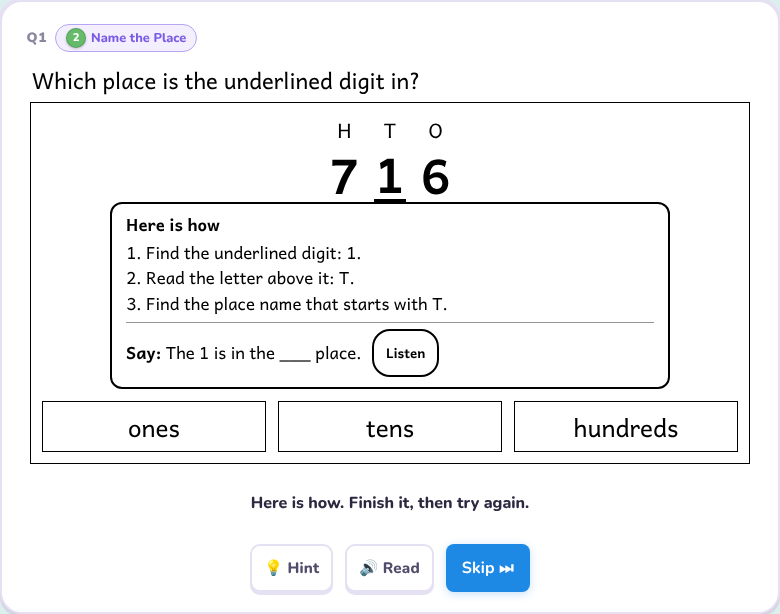 Q1 2 Name the Place
Which place is the underlined digit in?
H T O
7 1 6
Here is how
1. Find the underlined digit: 1.
2. Read the letter above it: T.
3. Find the place name that starts with T.
Say: The 1 is in the ___ place. Listen
ones tens hundreds
Here is how. Finish it, then try again.
💡 Hint 🔊 Read Skip ⏭